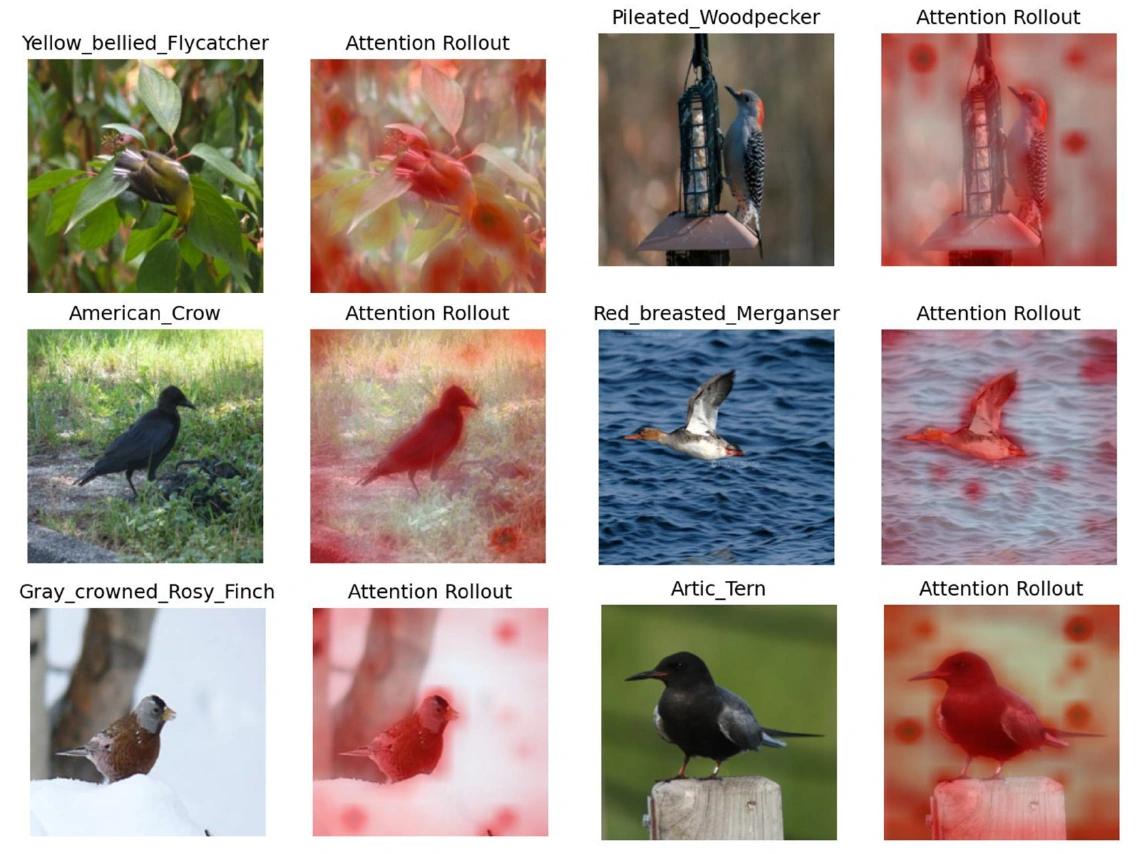 Yellow_bellied_Flycatcher
Attention Rollout
Pileated_Woodpecker
Attention Rollout
American_Crow
Attention Rollout
Red_breasted_Merganser
Attention Rollout
Gray_crowned_Rosy_Finch
Attention Rollout
Artic_Tern
Attention Rollout